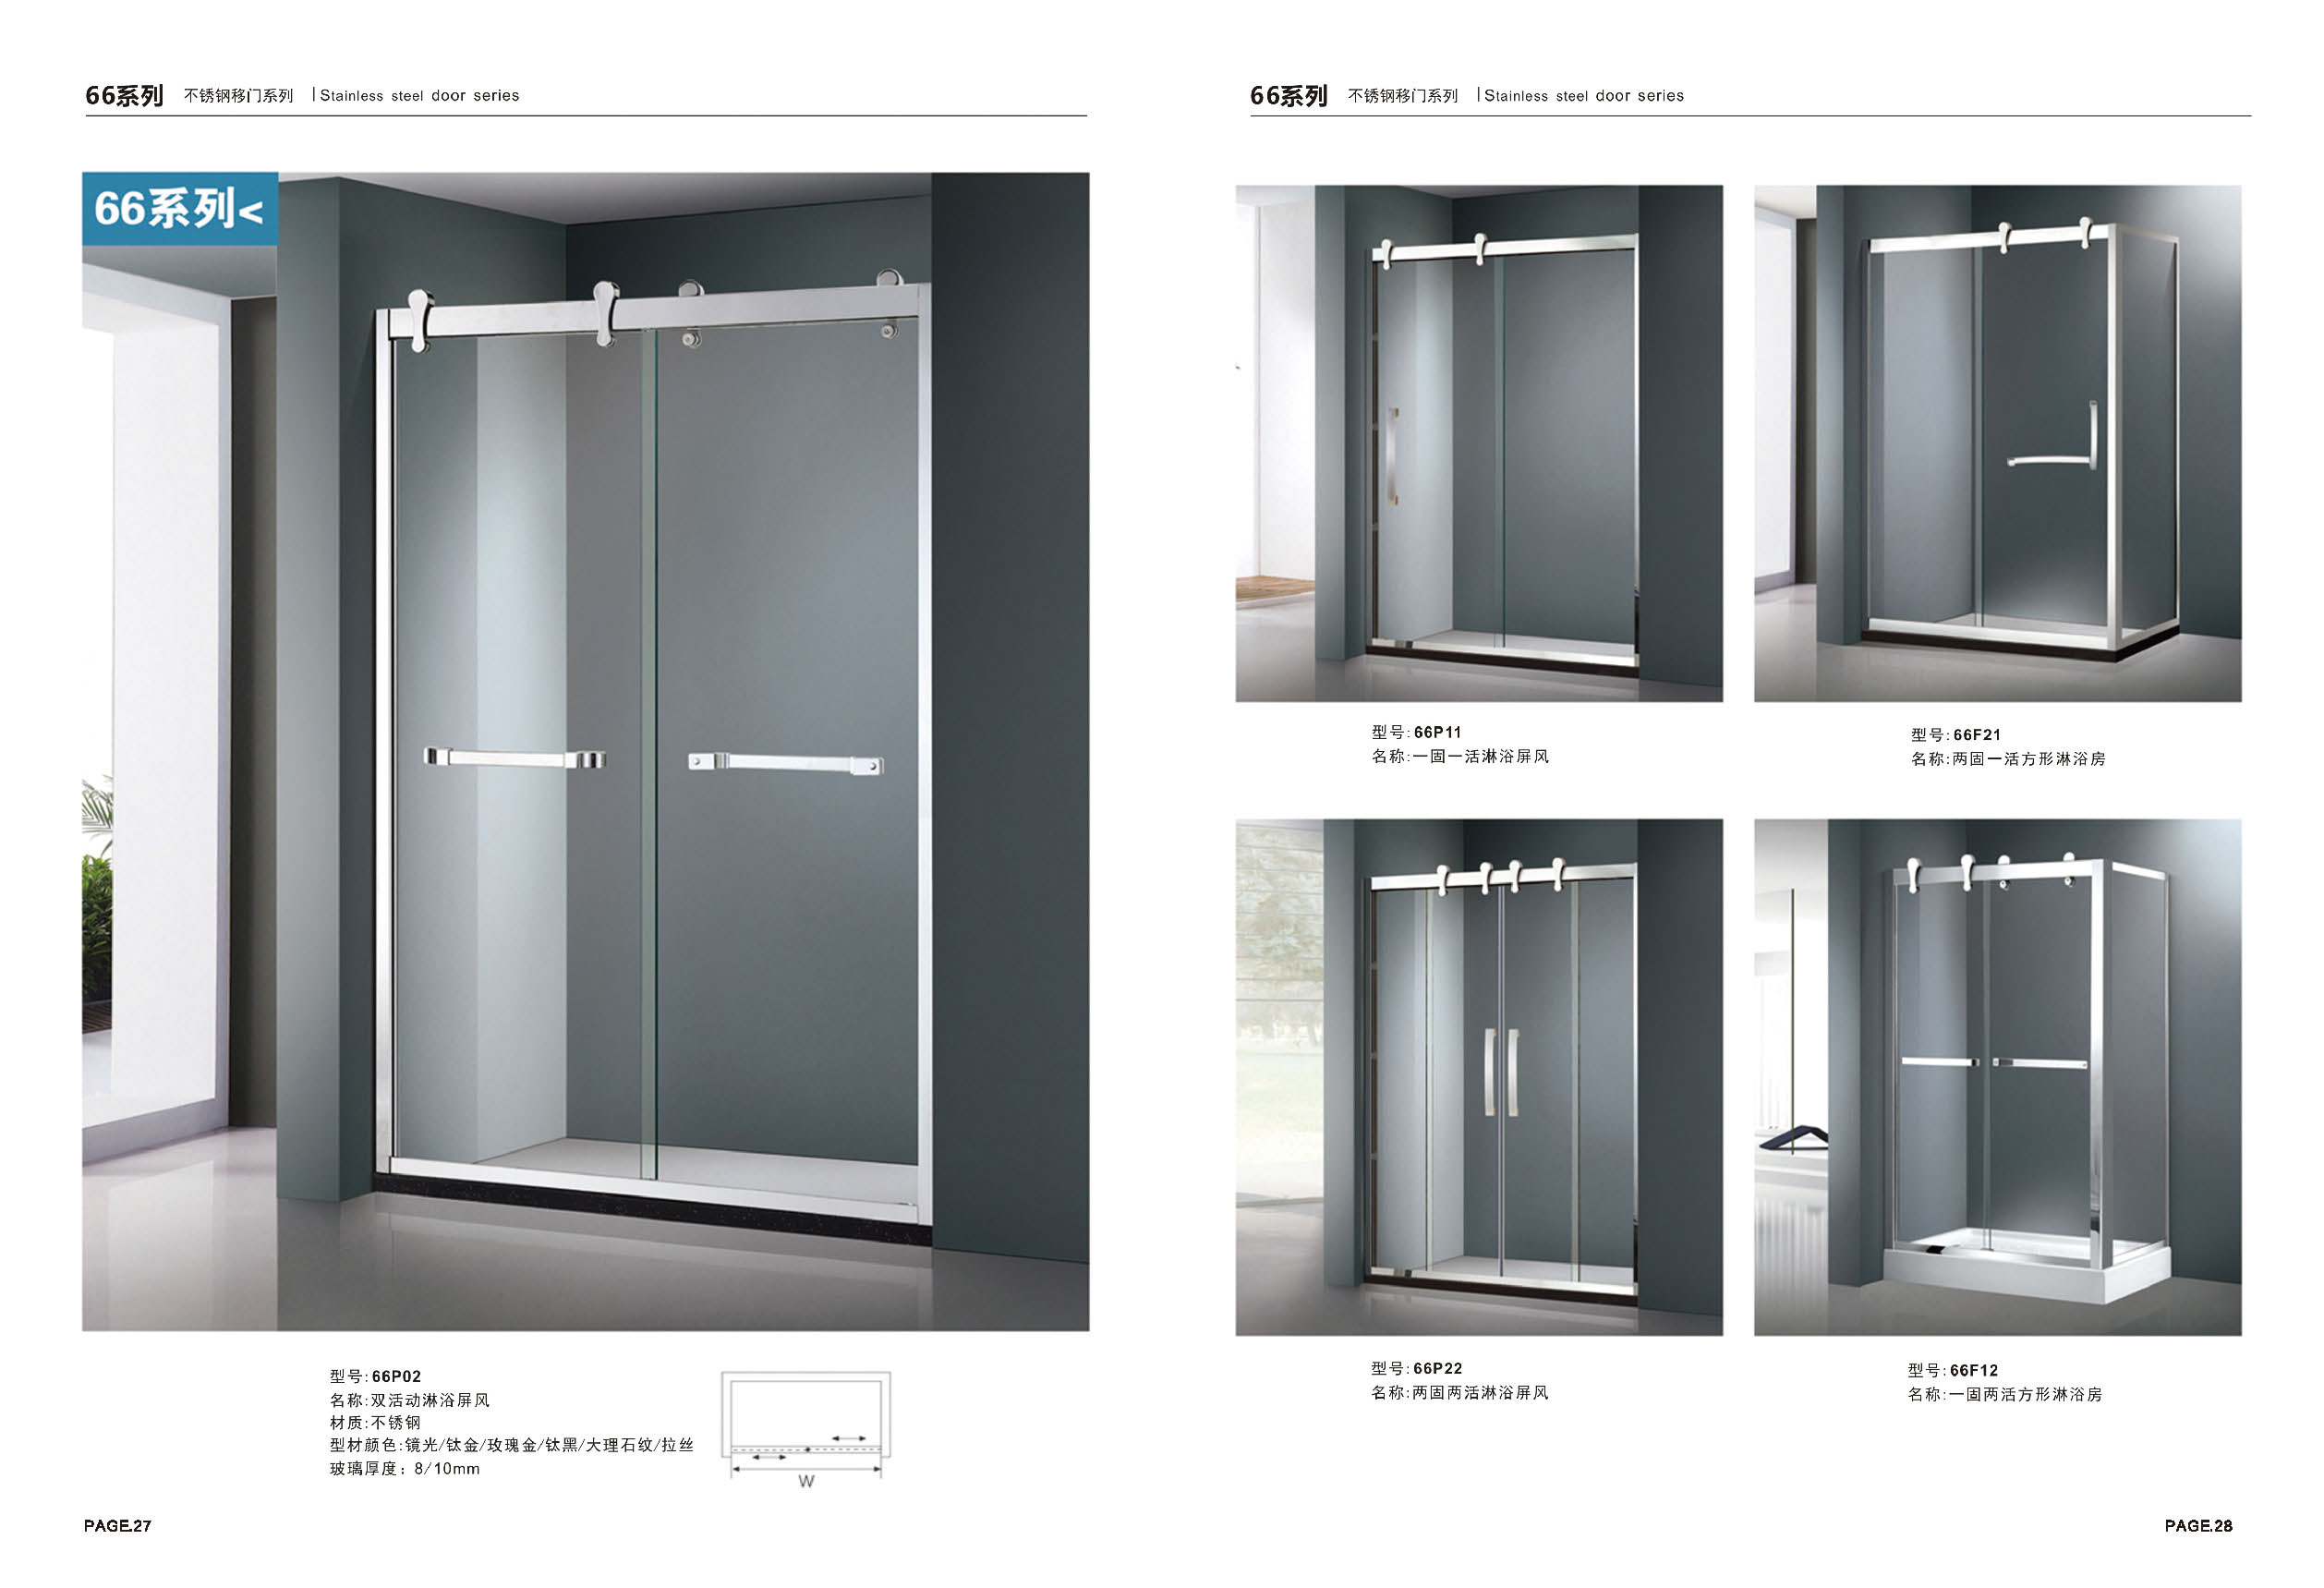 66系列 不锈钢移门系列 | Stainless steel door series
66系列<
型号:66P02
名称:双活动淋浴屏风
材质:不锈钢
型材颜色:镜光/钛金/玫瑰金/钛黑/大理石纹/拉丝
玻璃厚度：8/10mm
W
PAGE.27
66系列 不锈钢移门系列 | Stainless steel door series
型号:66P11
名称:一固一活淋浴屏风
型号:66F21
名称:两固一活方形淋浴房
型号:66P22
名称:两固两活淋浴屏风
型号:66F12
名称:一固两活方形淋浴房
PAGE.28